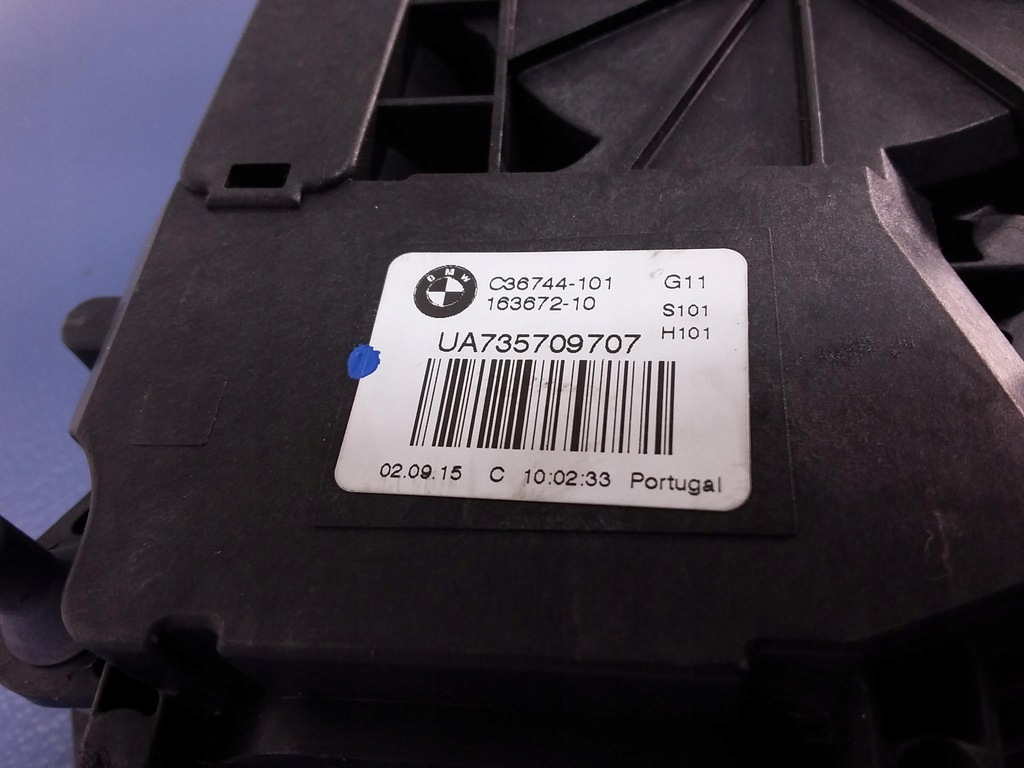 BMW
C36744-101 G11
163672-10 S101
H101
UA735709707
02.09.15 C 10:02:33 Portugal